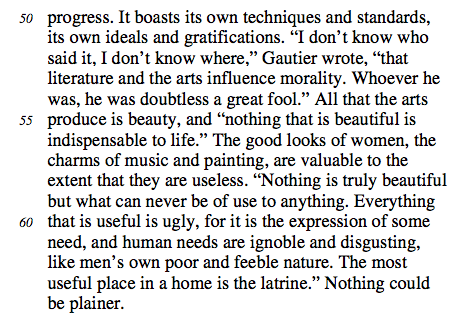 50 progress. It boasts its own techniques and standards,
its own ideals and gratifications. “I don’t know who
said it, I don’t know where,” Gautier wrote, “that
literature and the arts influence morality. Whoever he
was, he was doubtless a great fool.” All that the arts
55 produce is beauty, and “nothing that is beautiful is
indispensable to life.” The good looks of women, the
charms of music and painting, are valuable to the
extent that they are useless. “Nothing is truly beautiful
but what can never be of use to anything. Everything
60 that is useful is ugly, for it is the expression of some
need, and human needs are ignoble and disgusting,
like men’s own poor and feeble nature. The most
useful place in a home is the latrine.” Nothing could
be plainer.